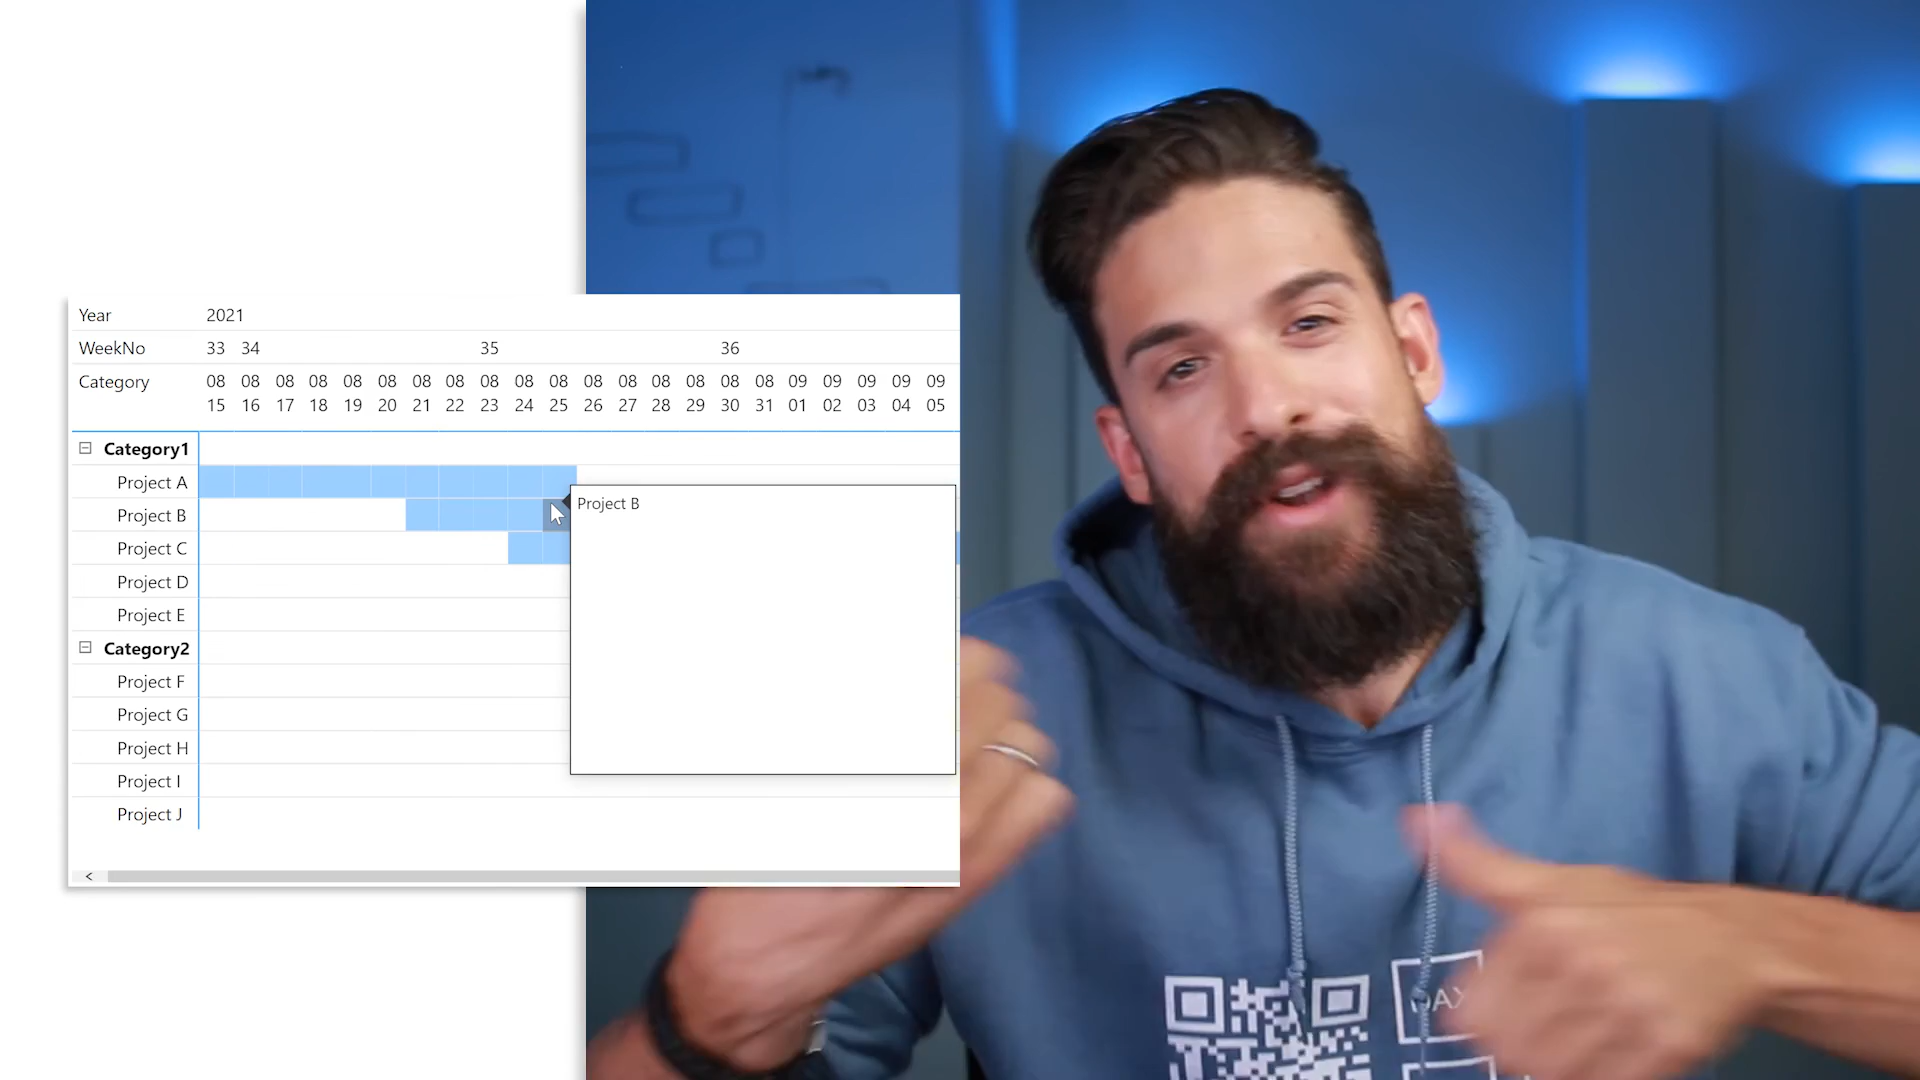 Year 2021
WeekNo 33 34 35 36
Category 08 08 08 08 08 08 08 08 08 08 08 08 08 08 08 08 08 09 09 09 09 09
15 16 17 18 19 20 21 22 23 24 25 26 27 28 29 30 31 01 02 03 04 05
Category1
Project A
Project B
Project B
Project C
Project D
Project E
Category2
Project F
Project G
Project H
Project I
Project J
DAX